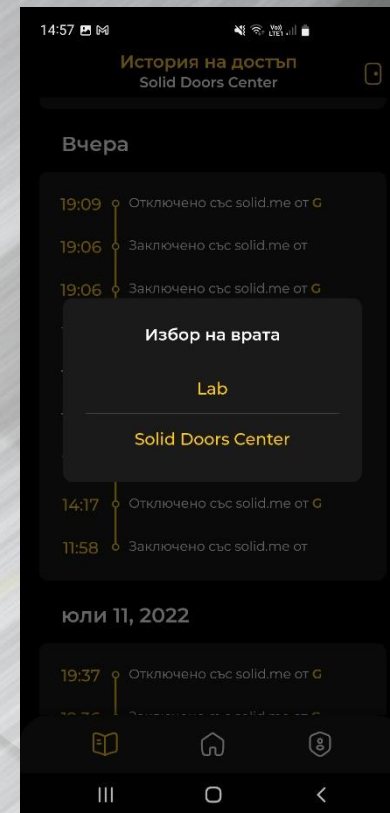 14:57
Vo))
LTE1
История на достъп
Solid Doors Center
Вчера
19:09 Отключено със solid.me от G
19:06 Заключено със solid.me от
19:06 Заключено със solid.me от G
Избор на врата
Lab
Solid Doors Center
14:17 Отключено със solid.me от G
11:58 Заключено със solid.me от
юли 11, 2022
19:37 Отключено със solid.me от G